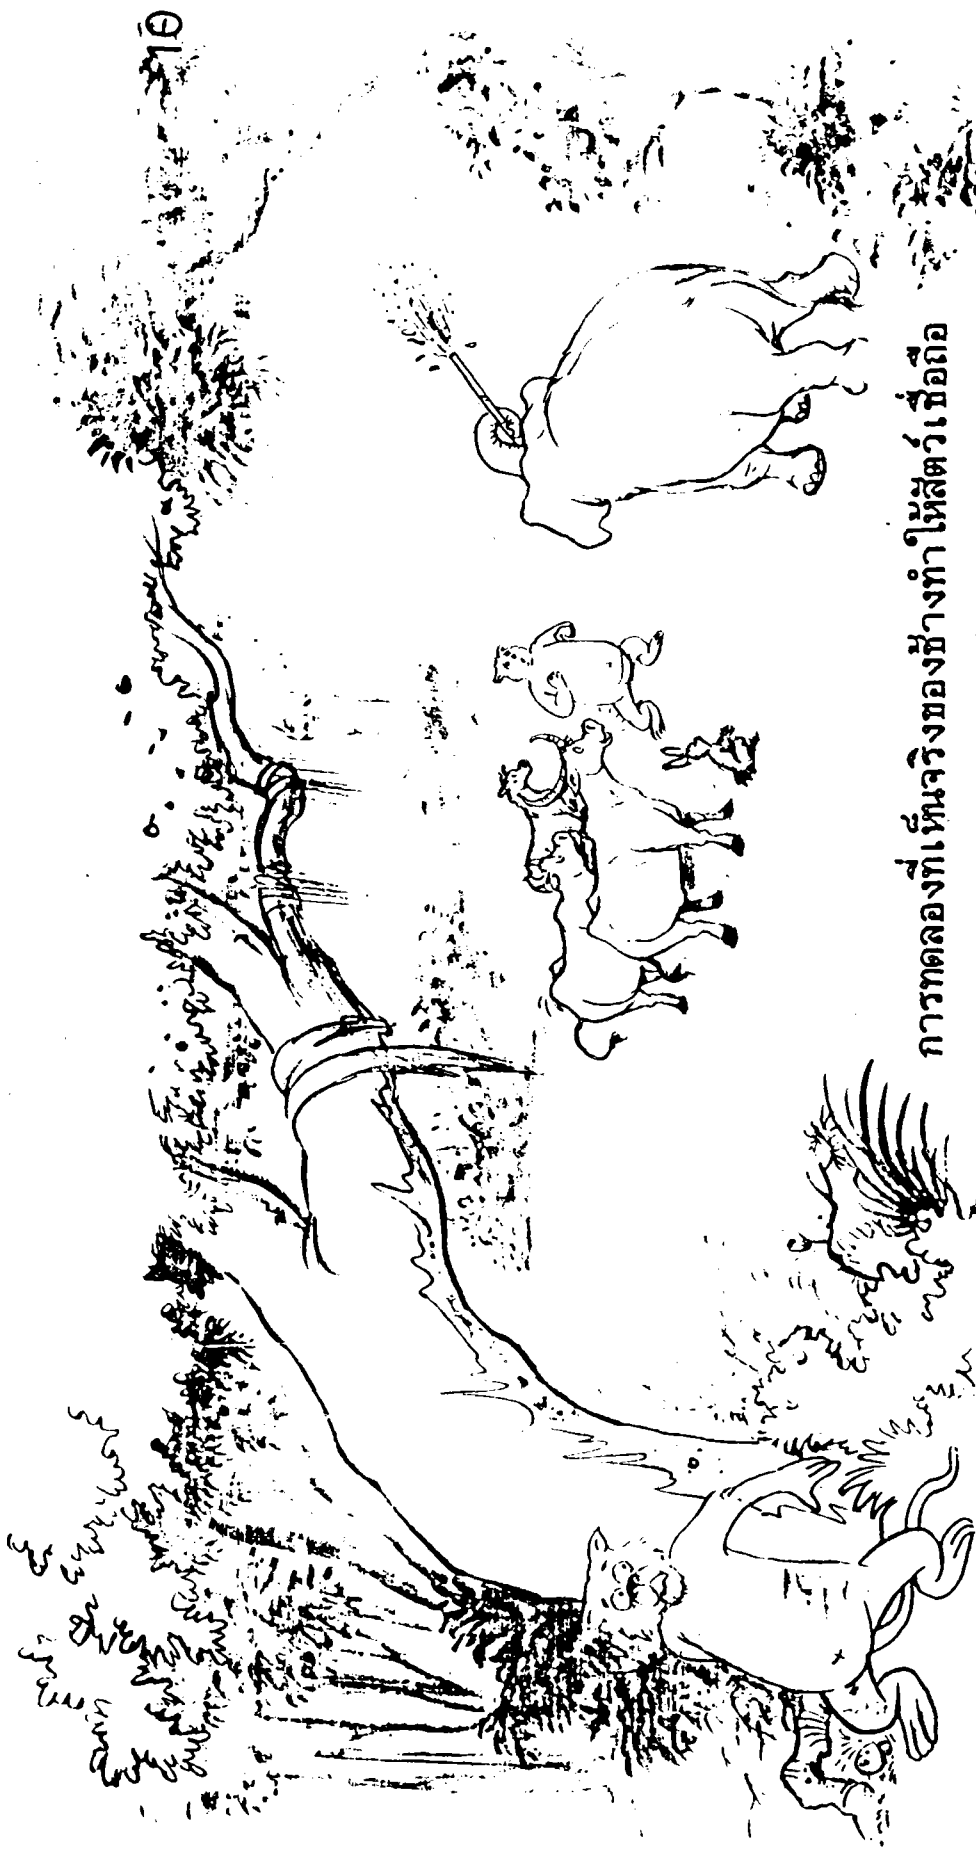 ๖๑
การทดลองที่เห็นจริงของช้างทำให้สัตว์เชื่อถือ